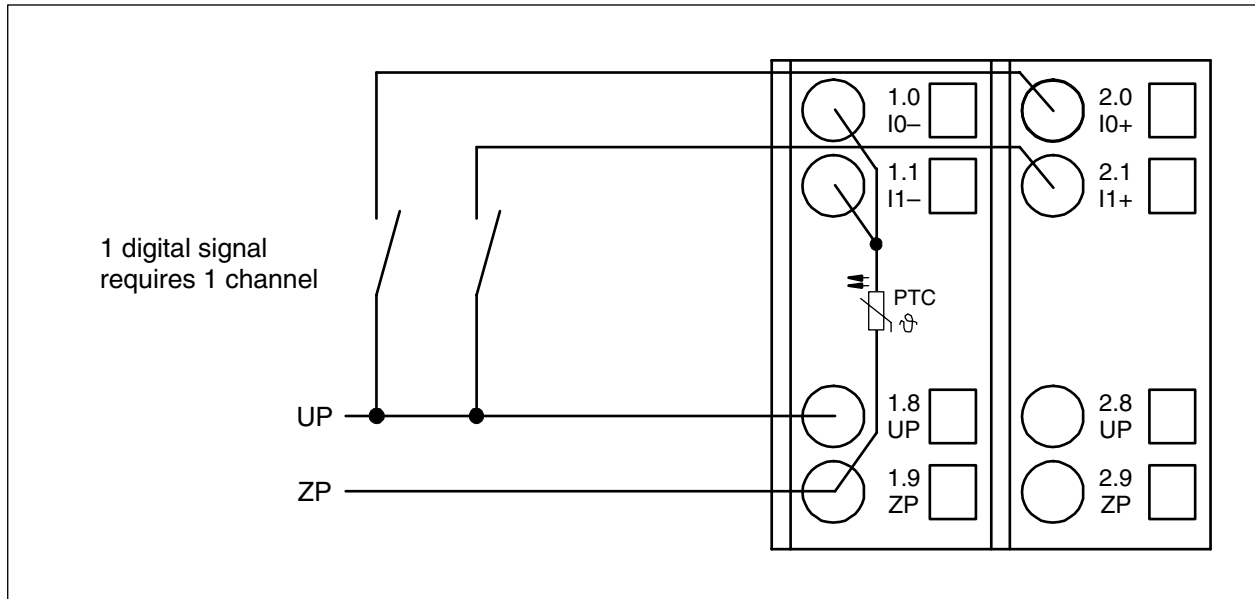 1.0
I0–
2.0
I0+
1.1
I1–
2.1
I1+
1 digital signal
requires 1 channel
PTC
ϑ
UP
1.8
UP
2.8
UP
ZP
1.9
ZP
2.9
ZP